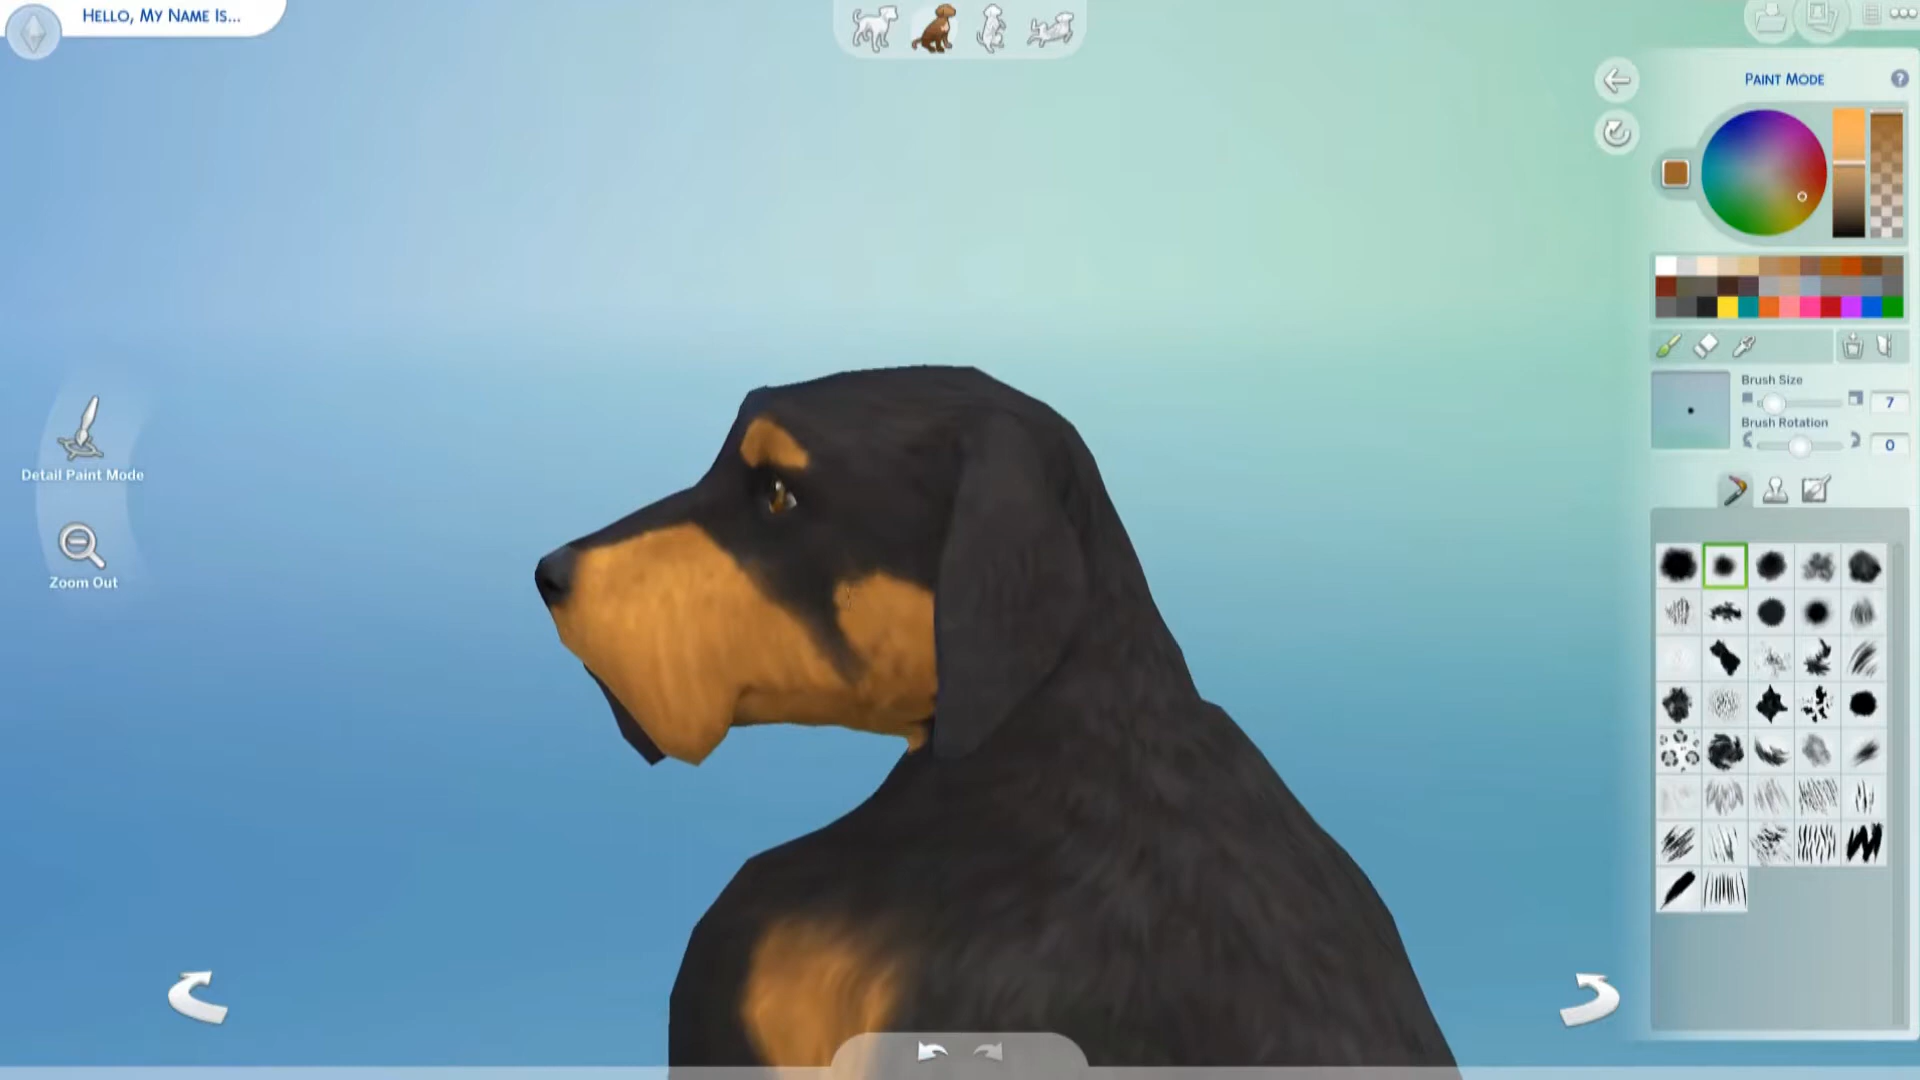 Hello, My Name Is...
Paint Mode
?
Brush Size
7
Brush Rotation
0
Detail Paint Mode
Zoom Out